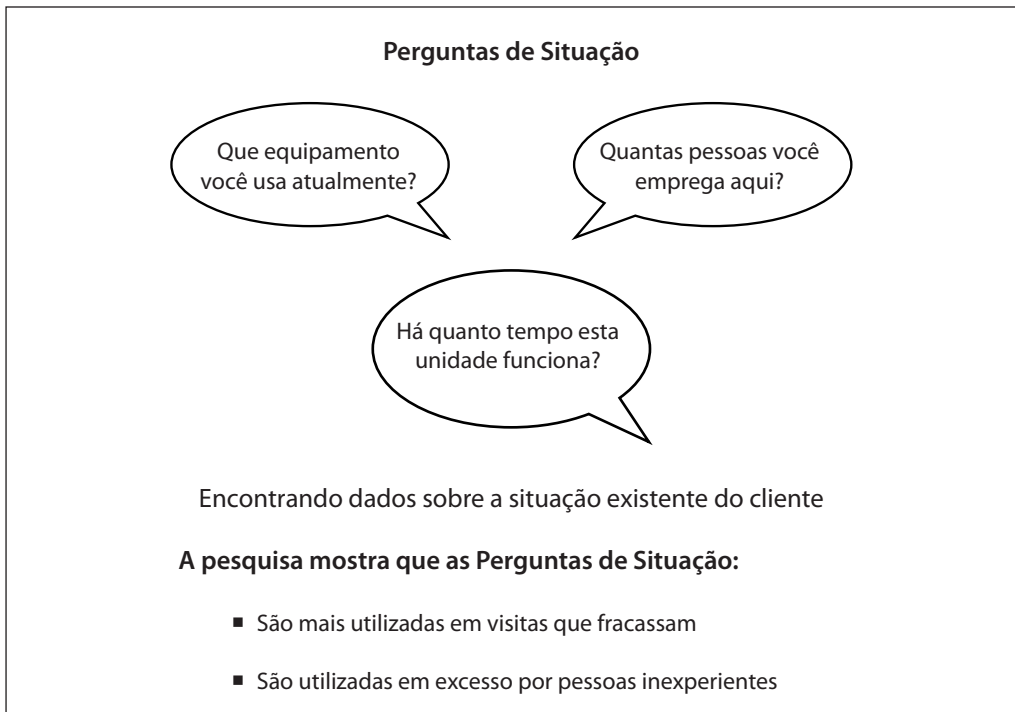 Perguntas de Situação
Que equipamento
você usa atualmente?
Quantas pessoas você
emprega aqui?
Há quanto tempo esta
unidade funciona?
Encontrando dados sobre a situação existente do cliente
A pesquisa mostra que as Perguntas de Situação:
▪ São mais utilizadas em visitas que fracassam
▪ São utilizadas em excesso por pessoas inexperientes